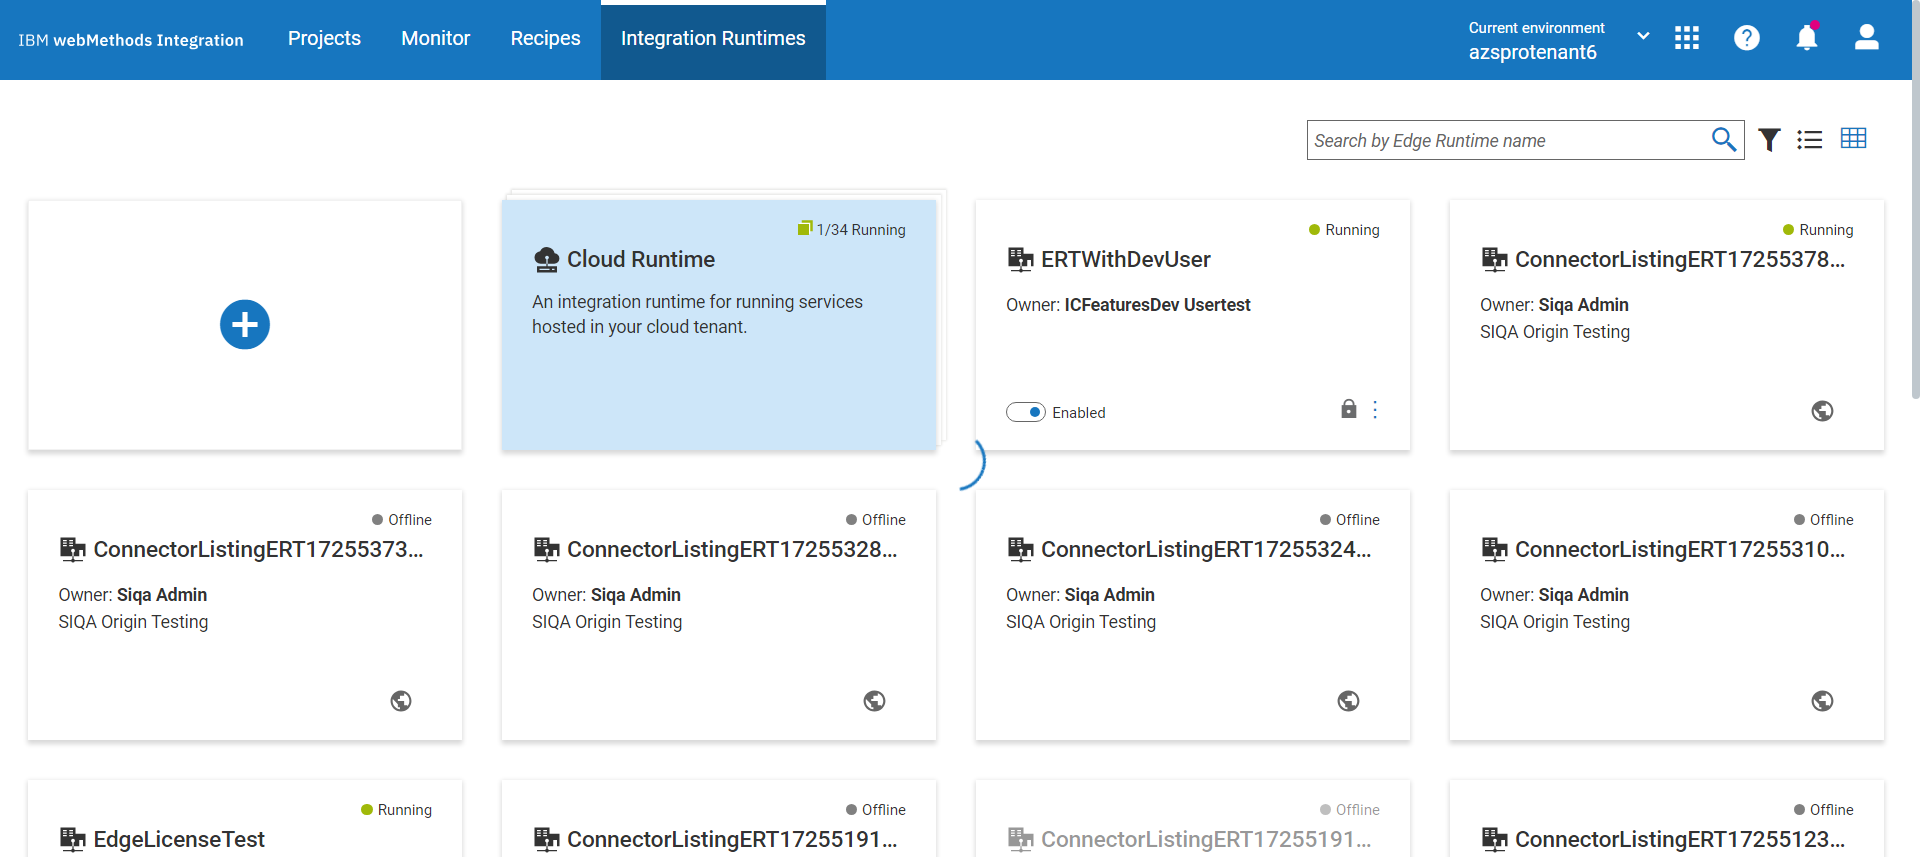 IBM webMethods Integration
Projects
Monitor
Recipes
Integration Runtimes
Current environment
azsprotenant6
Search by Edge Runtime name
1/34 Running
Cloud Runtime
An integration runtime for running services
hosted in your cloud tenant.
Running
ERTWithDevUser
Owner: ICFeaturesDev Usertest
Enabled
Running
ConnectorListingERT17255378...
Owner: Siqa Admin
SIQA Origin Testing
Offline
ConnectorListingERT17255373...
Owner: Siqa Admin
SIQA Origin Testing
Offline
ConnectorListingERT17255328...
Owner: Siqa Admin
SIQA Origin Testing
Offline
ConnectorListingERT17255324...
Owner: Siqa Admin
SIQA Origin Testing
Offline
ConnectorListingERT17255310...
Owner: Siqa Admin
SIQA Origin Testing
Running
EdgeLicenseTest
Offline
ConnectorListingERT17255191...
Offline
ConnectorListingERT17255191...
Offline
ConnectorListingERT17255123...